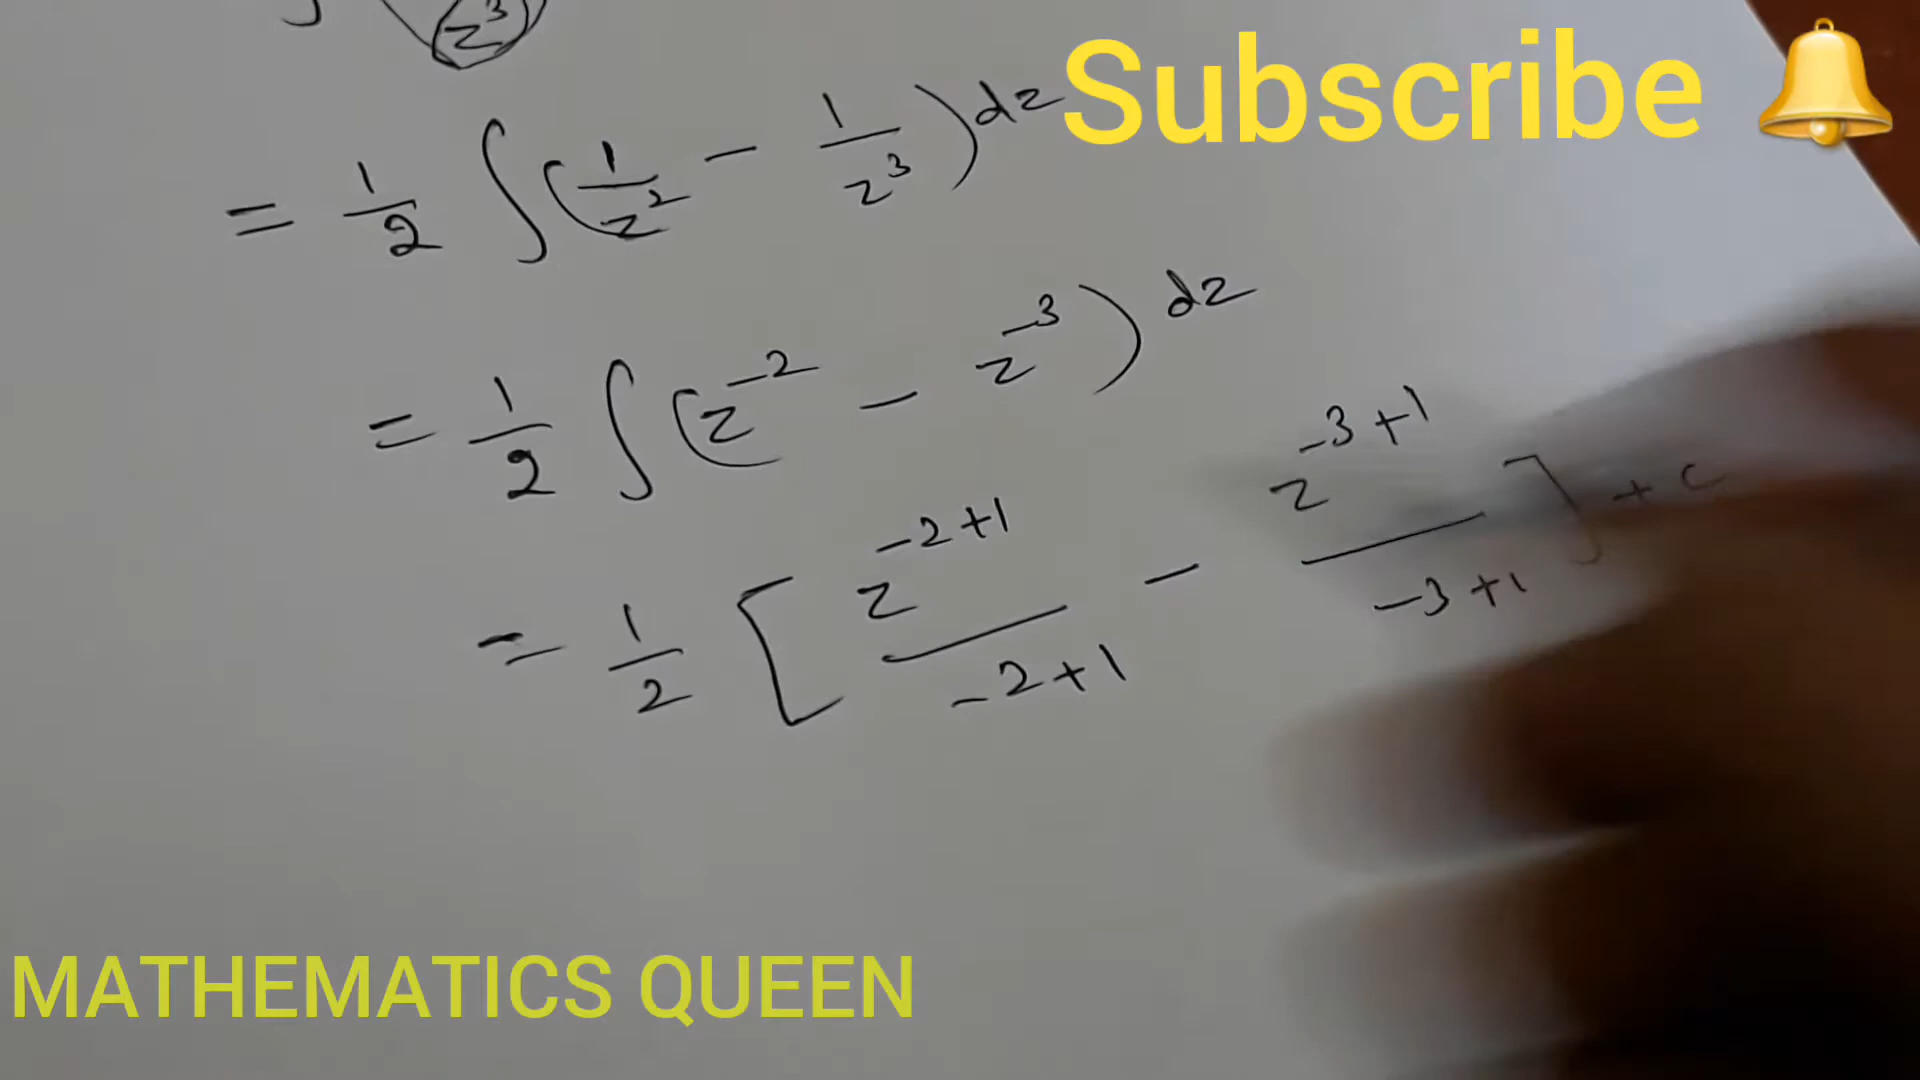 z³
Subscribe 🔔
= 1/2 ∫(1/z² - 1/z³)dz
= 1/2 ∫(z⁻² - z⁻³)dz
= 1/2 [z⁻²⁺¹/-2+1 - z⁻³⁺¹/-3+1] + c
MATHEMATICS QUEEN